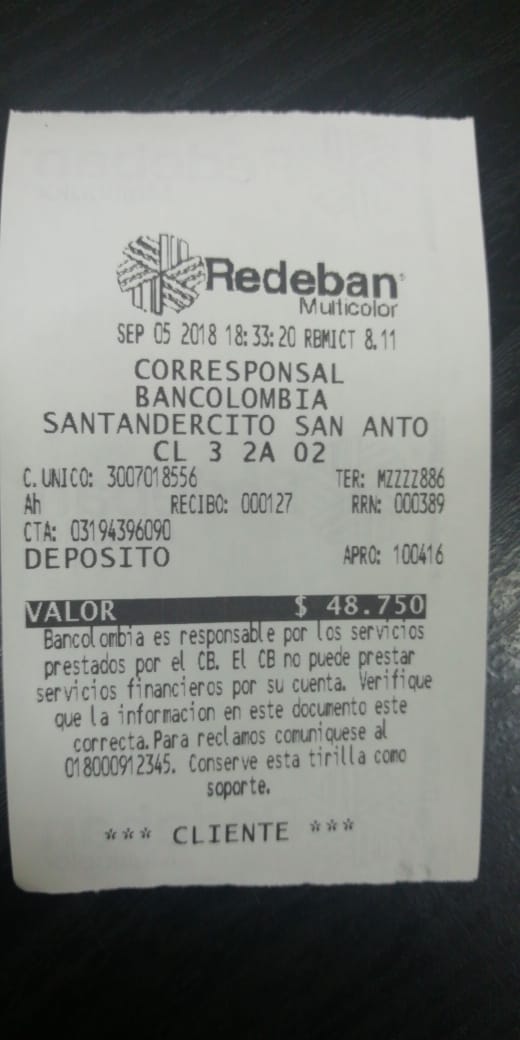 Redeban
Multicolor
SEP 05 2018 18:33:20 RBMICT 8.11
CORRESPONSAL
BANCOLOMBIA
SANTANDERCITO SAN ANTO
CL 3 2A 02
C.UNICO: 3007018556 TER: MZZZZ886
Ah RECIBO: 000127 RRN: 000389
CTA: 03194396090
DEPOSITO APRO: 100416
VALOR $ 48.750
Bancolombia es responsable por los servicios
prestados por el CB. El CB no puede prestar
servicios financieros por su cuenta. Verifique
que la informacion en este documento este
correcta.Para reclamos comuniquese al
018000912345. Conserve esta tirilla como
soporte.
*** CLIENTE ***